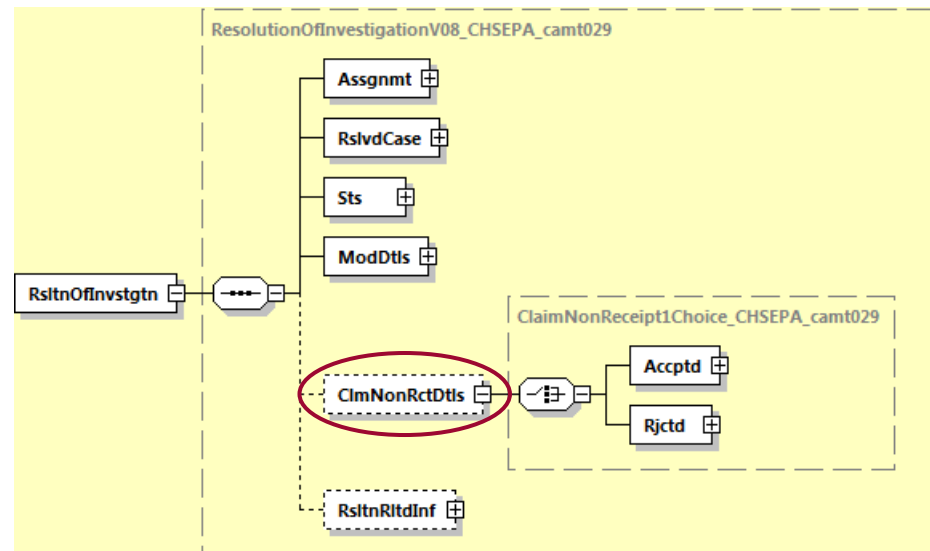 ResolutionOfInvestigationV08_CHSEPA_camt029
Assgnmt
RslvdCase
Sts
ModDtls
RsltnOfInvstgtn
ClaimNonReceipt1Choice_CHSEPA_camt029
Accptd
ClmNonRctDtls
Rjctd
RsltnRltdInf